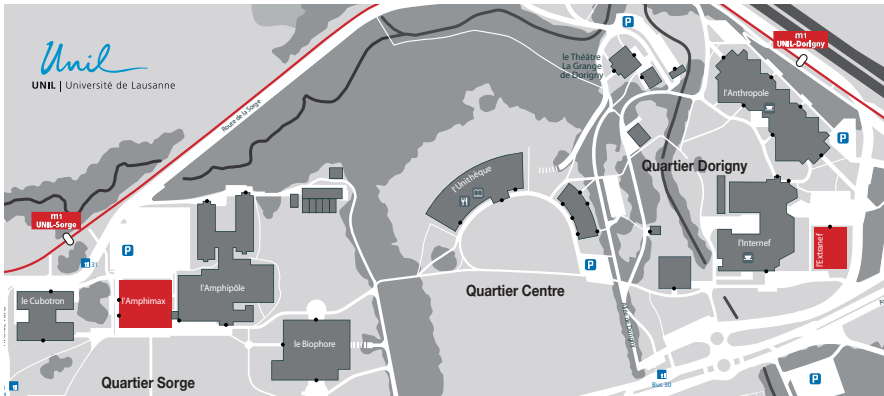 Unil
UNIL | Université de Lausanne
Route de la Sorge
P
le Théâtre
La Grange
de Dorigny
m1
UNIL-Dorigny
l'Anthropole
P
Quartier Dorigny
l'Unithèque
m1
UNIL-Sorge
P
31
l'Internef
l'Extranef
le Cubotron
l'Amphimax
l'Amphipôle
Quartier Centre
P
le Biophore
Quartier Sorge
Bus 30
P